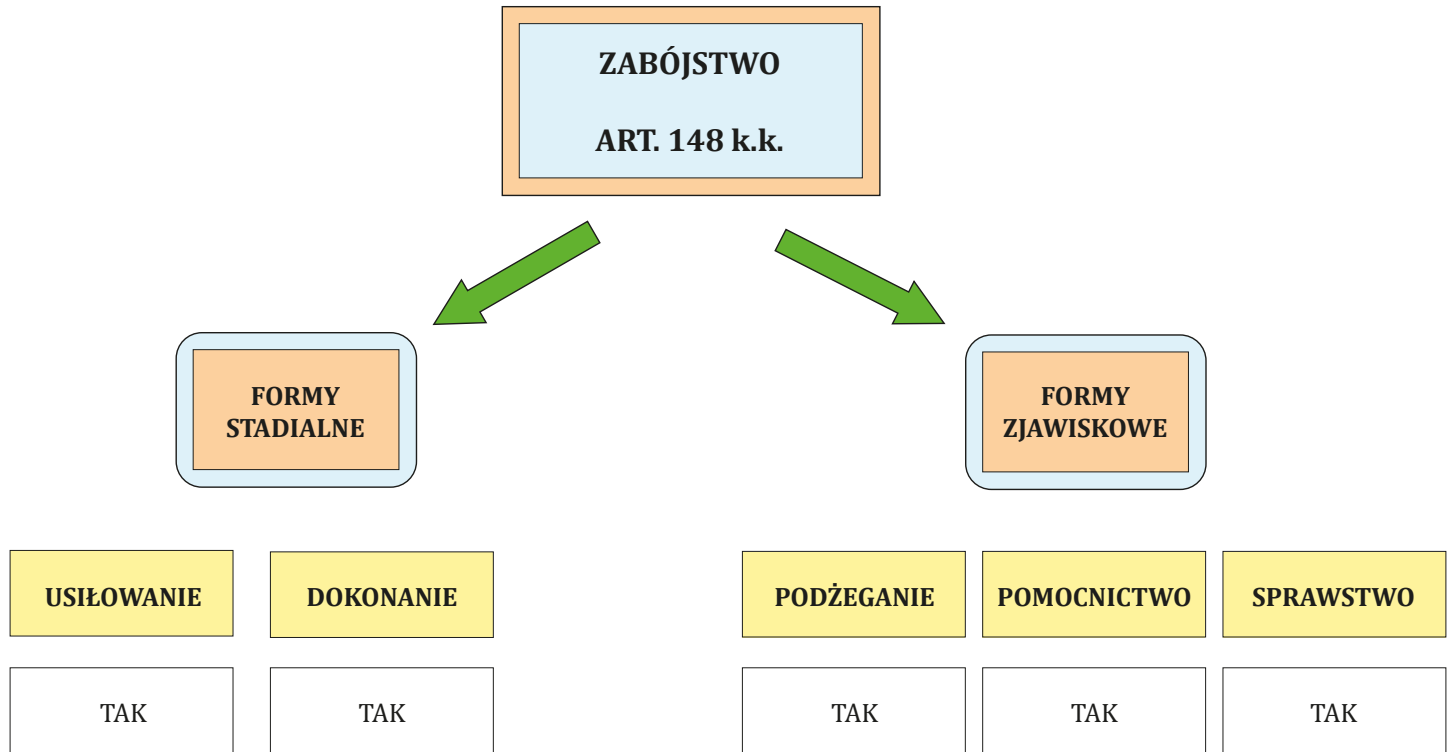 ZABÓJSTWO
ART. 148 k.k.
FORMY
STADIALNE
FORMY
ZJAWISKOWE
USIŁOWANIE
DOKONANIE
PODŻEGANIE
POMOCNICTWO
SPRAWSTWO
TAK
TAK
TAK
TAK
TAK